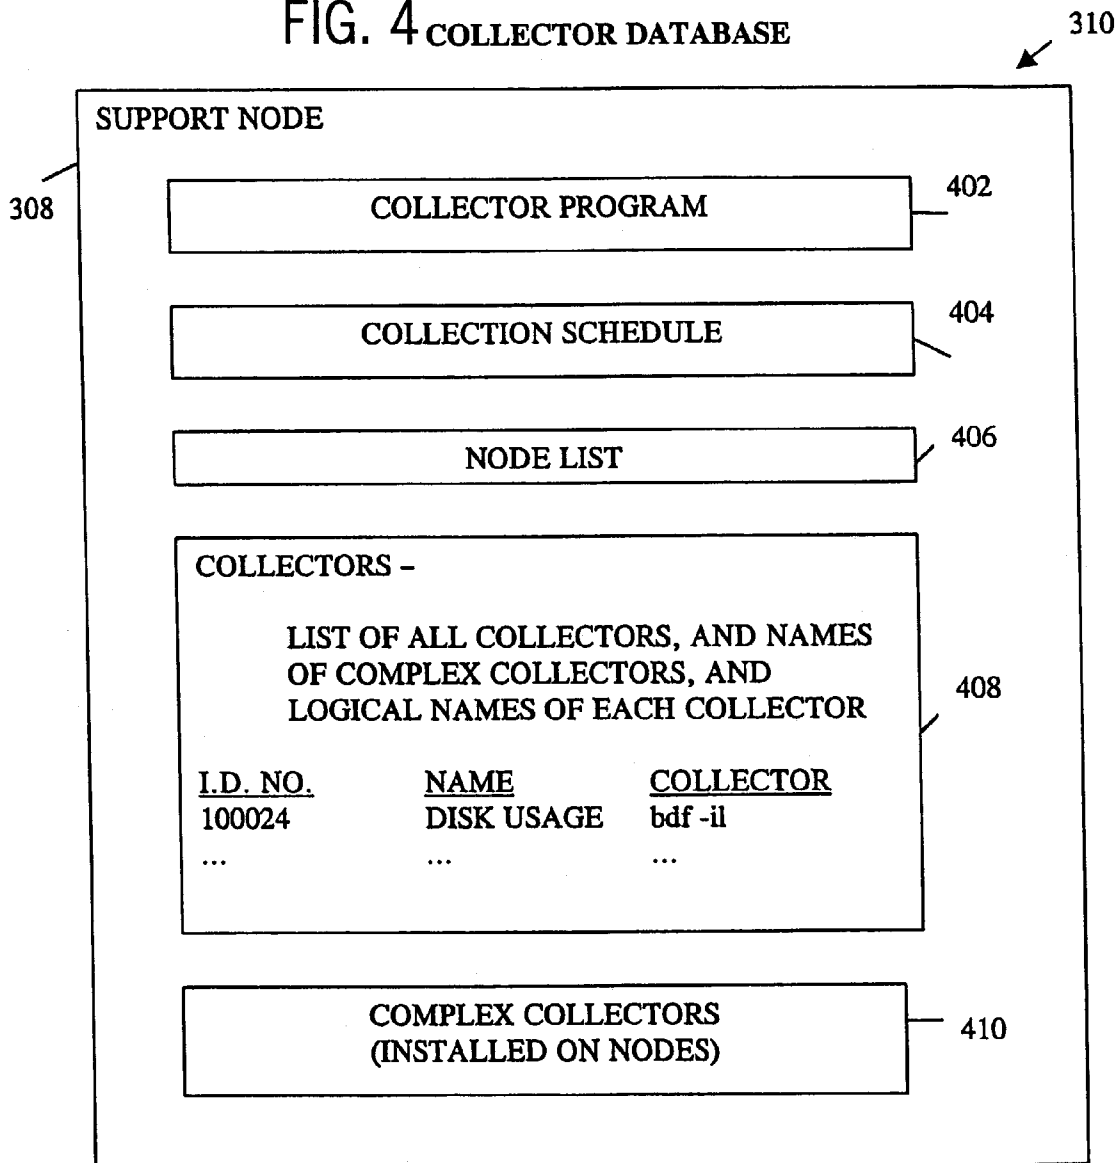 FIG. 4 COLLECTOR DATABASE
310
SUPPORT NODE
308
COLLECTOR PROGRAM
402
COLLECTION SCHEDULE
404
NODE LIST
406
COLLECTORS –
LIST OF ALL COLLECTORS, AND NAMES
OF COMPLEX COLLECTORS, AND
LOGICAL NAMES OF EACH COLLECTOR
408
I.D. NO. NAME COLLECTOR
100024 DISK USAGE bdf -il
... ... ...
COMPLEX COLLECTORS
(INSTALLED ON NODES)
410